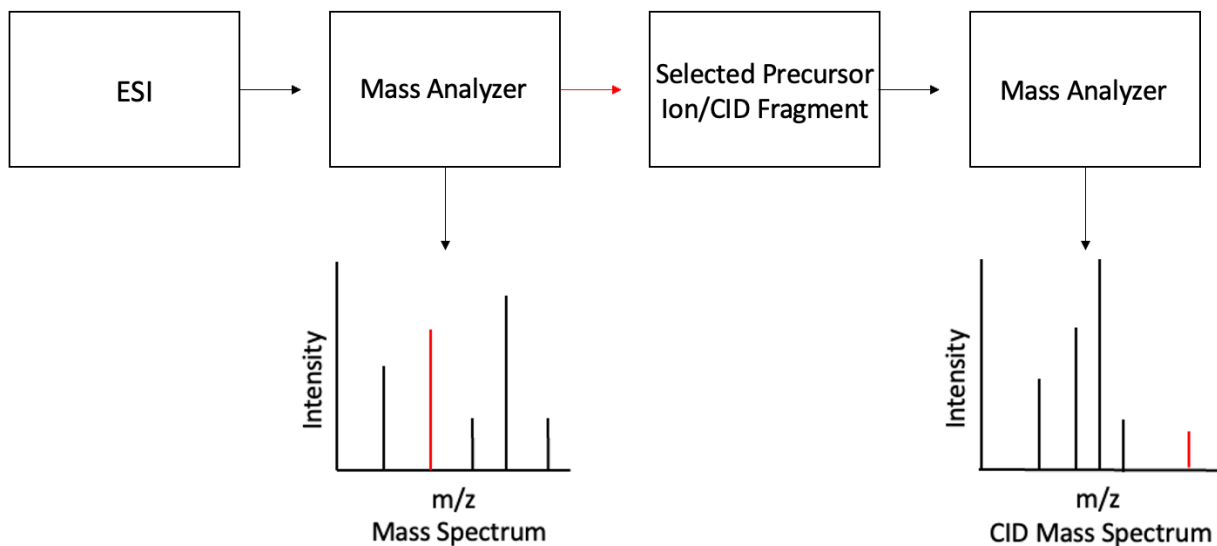 ESI
Mass Analyzer
Selected Precursor
Ion/CID Fragment
Mass Analyzer
Intensity
m/z
Mass Spectrum
Intensity
m/z
CID Mass Spectrum